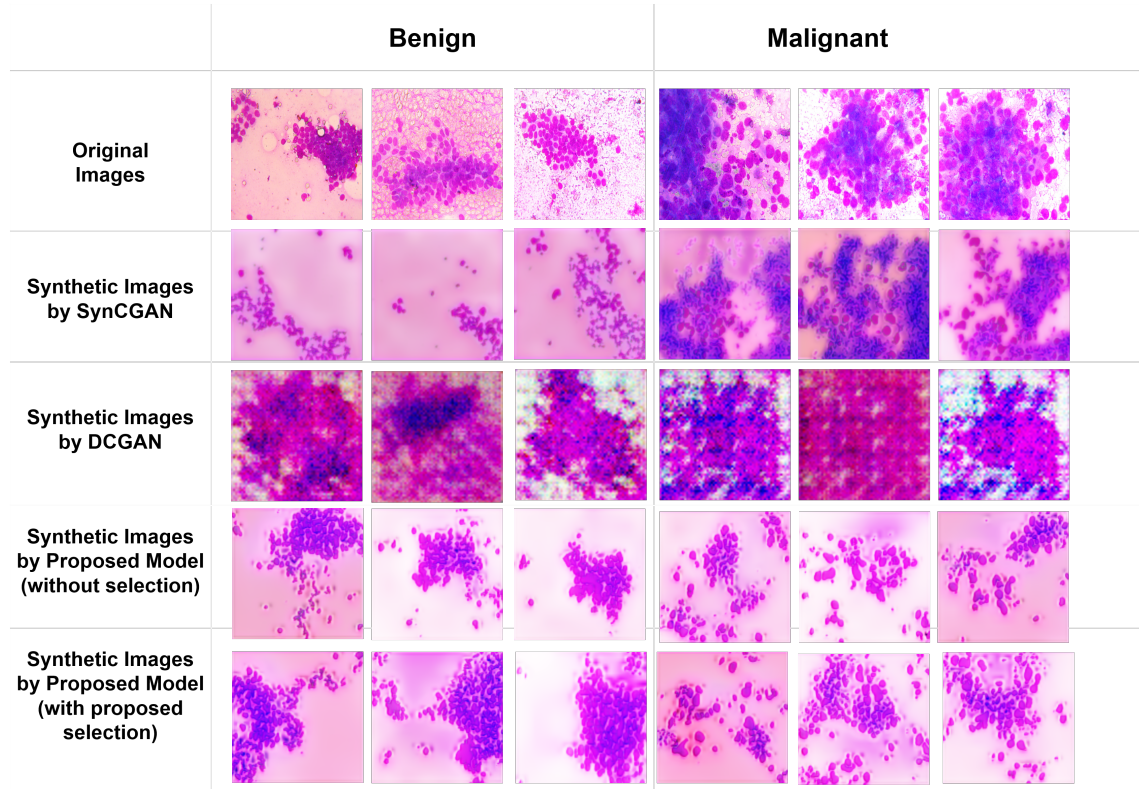 Benign
Malignant
Original
Images
Synthetic Images
by SynCGAN
Synthetic Images
by DCGAN
Synthetic Images
by Proposed Model
(without selection)
Synthetic Images
by Proposed Model
(with proposed
selection)